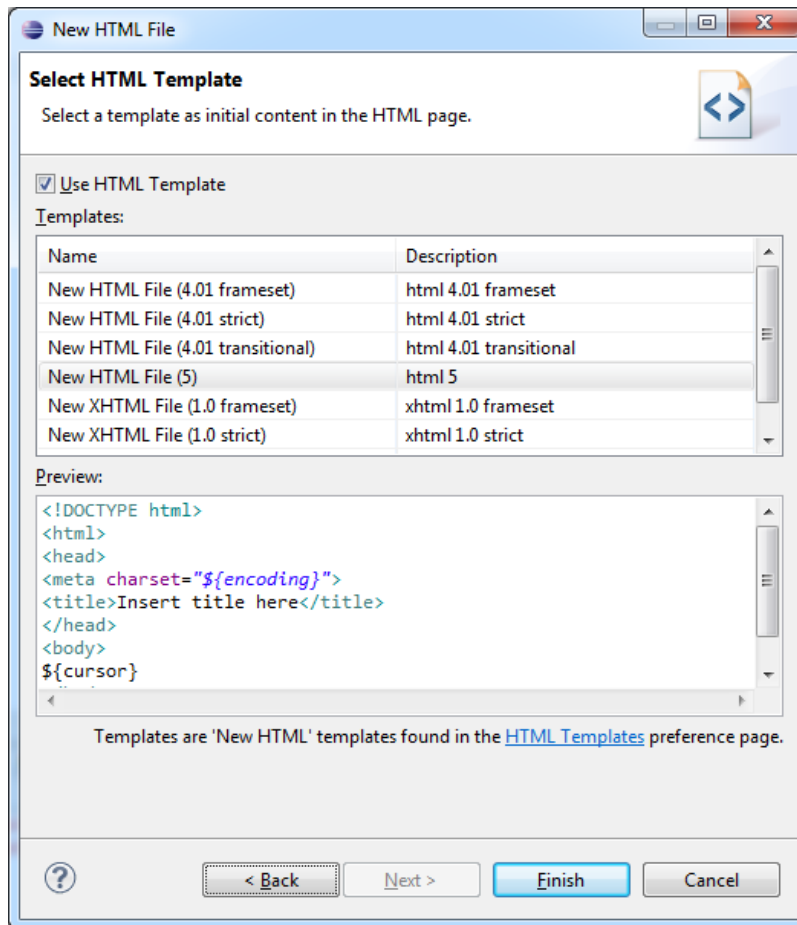 New HTML File
Select HTML Template
Select a template as initial content in the HTML page.
Use HTML Template
Templates:
Name Description
New HTML File (4.01 frameset) html 4.01 frameset
New HTML File (4.01 strict) html 4.01 strict
New HTML File (4.01 transitional) html 4.01 transitional
New HTML File (5) html 5
New XHTML File (1.0 frameset) xhtml 1.0 frameset
New XHTML File (1.0 strict) xhtml 1.0 strict
Preview:
<!DOCTYPE html>
<html>
<head>
<meta charset="${encoding}">
<title>Insert title here</title>
</head>
<body>
${cursor}
Templates are 'New HTML' templates found in the HTML Templates preference page.
? < Back Next > Finish Cancel